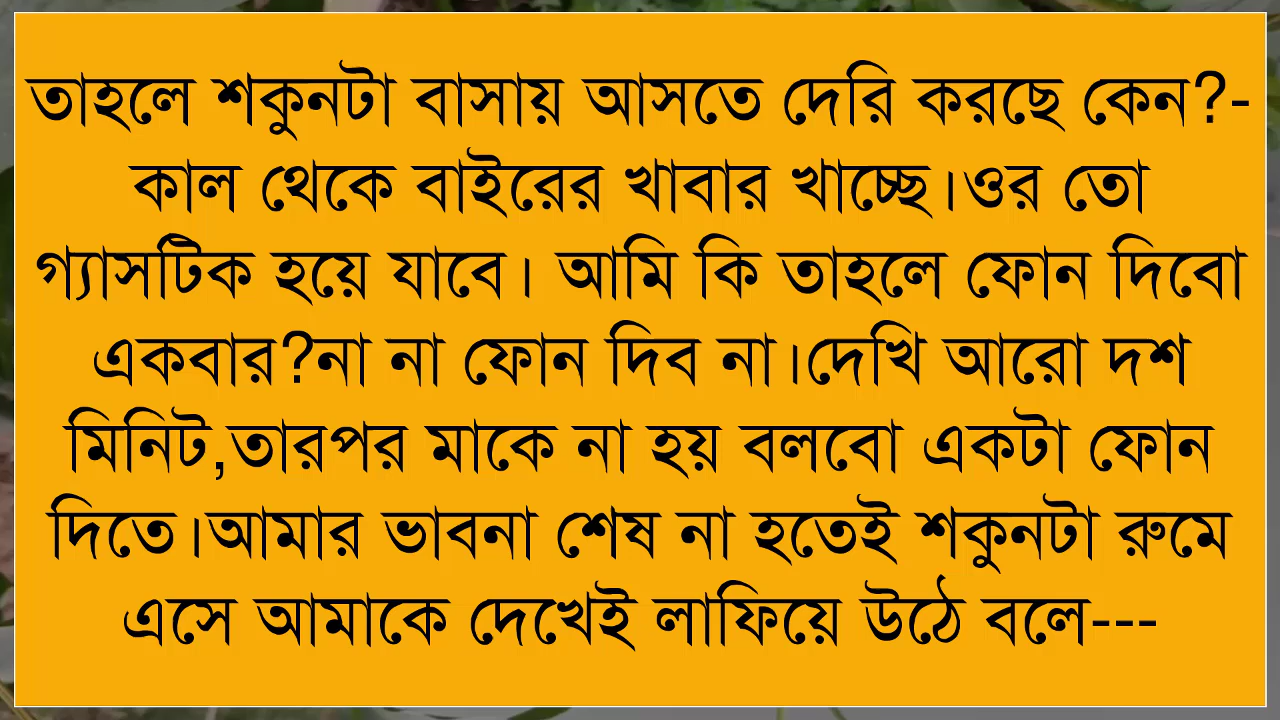 তাহলে শকুনটা বাসায় আসতে দেরি করছে কেন?-
কাল থেকে বাইরের খাবার খাচ্ছে।ওর তো
গ্যাসটিক হয়ে যাবে। আমি কি তাহলে ফোন দিবো
একবার?না না ফোন দিব না।দেখি আরো দশ
মিনিট,তারপর মাকে না হয় বলবো একটা ফোন
দিতে।আমার ভাবনা শেষ না হতেই শকুনটা রুমে
এসে আমাকে দেখেই লাফিয়ে উঠে বলে---